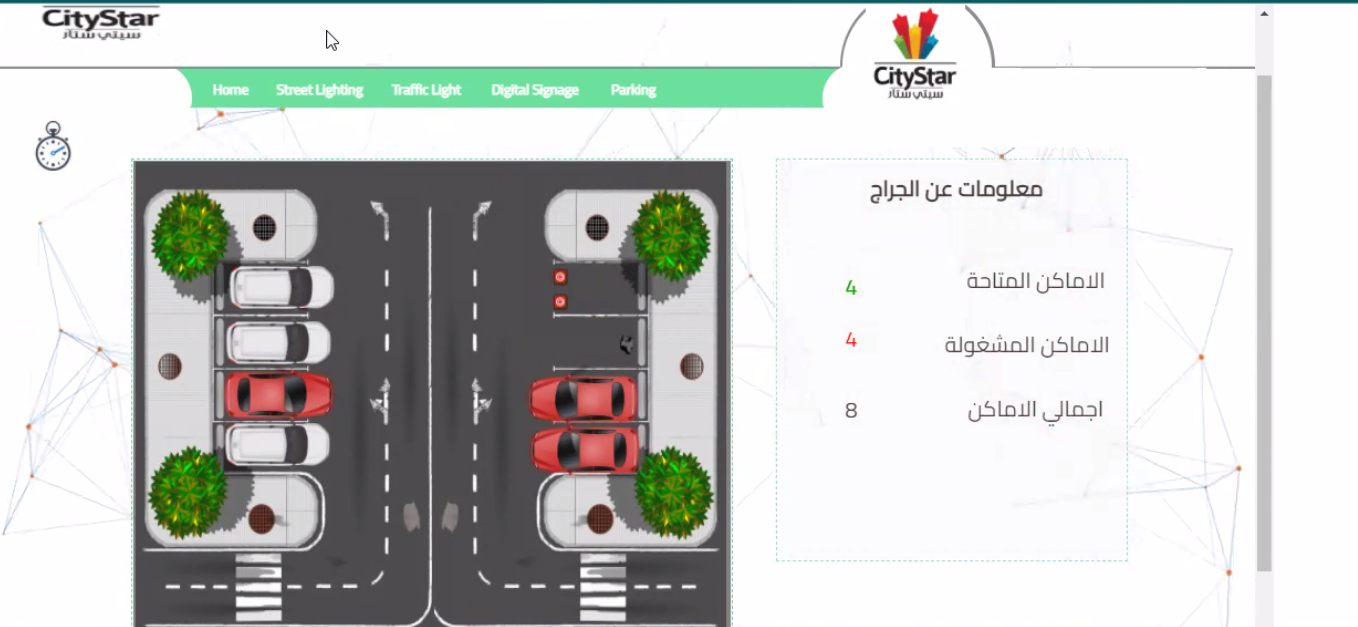 CityStar
سيتي ستار
CityStar
سيتي ستار
Home Street Lighting Traffic Light Digital Signage Parking
معلومات عن الجراج
الاماكن المتاحة 4
الاماكن المشغولة 4
اجمالي الاماكن 8